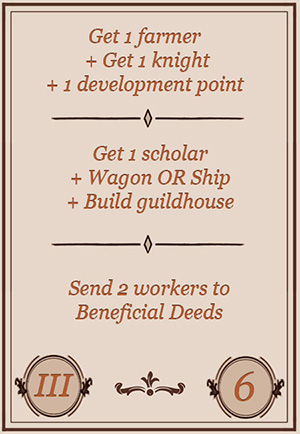 Get 1 farmer
+ Get 1 knight
+ 1 development point
Get 1 scholar
+ Wagon OR Ship
+ Build guildhouse
Send 2 workers to
Beneficial Deeds
III
6